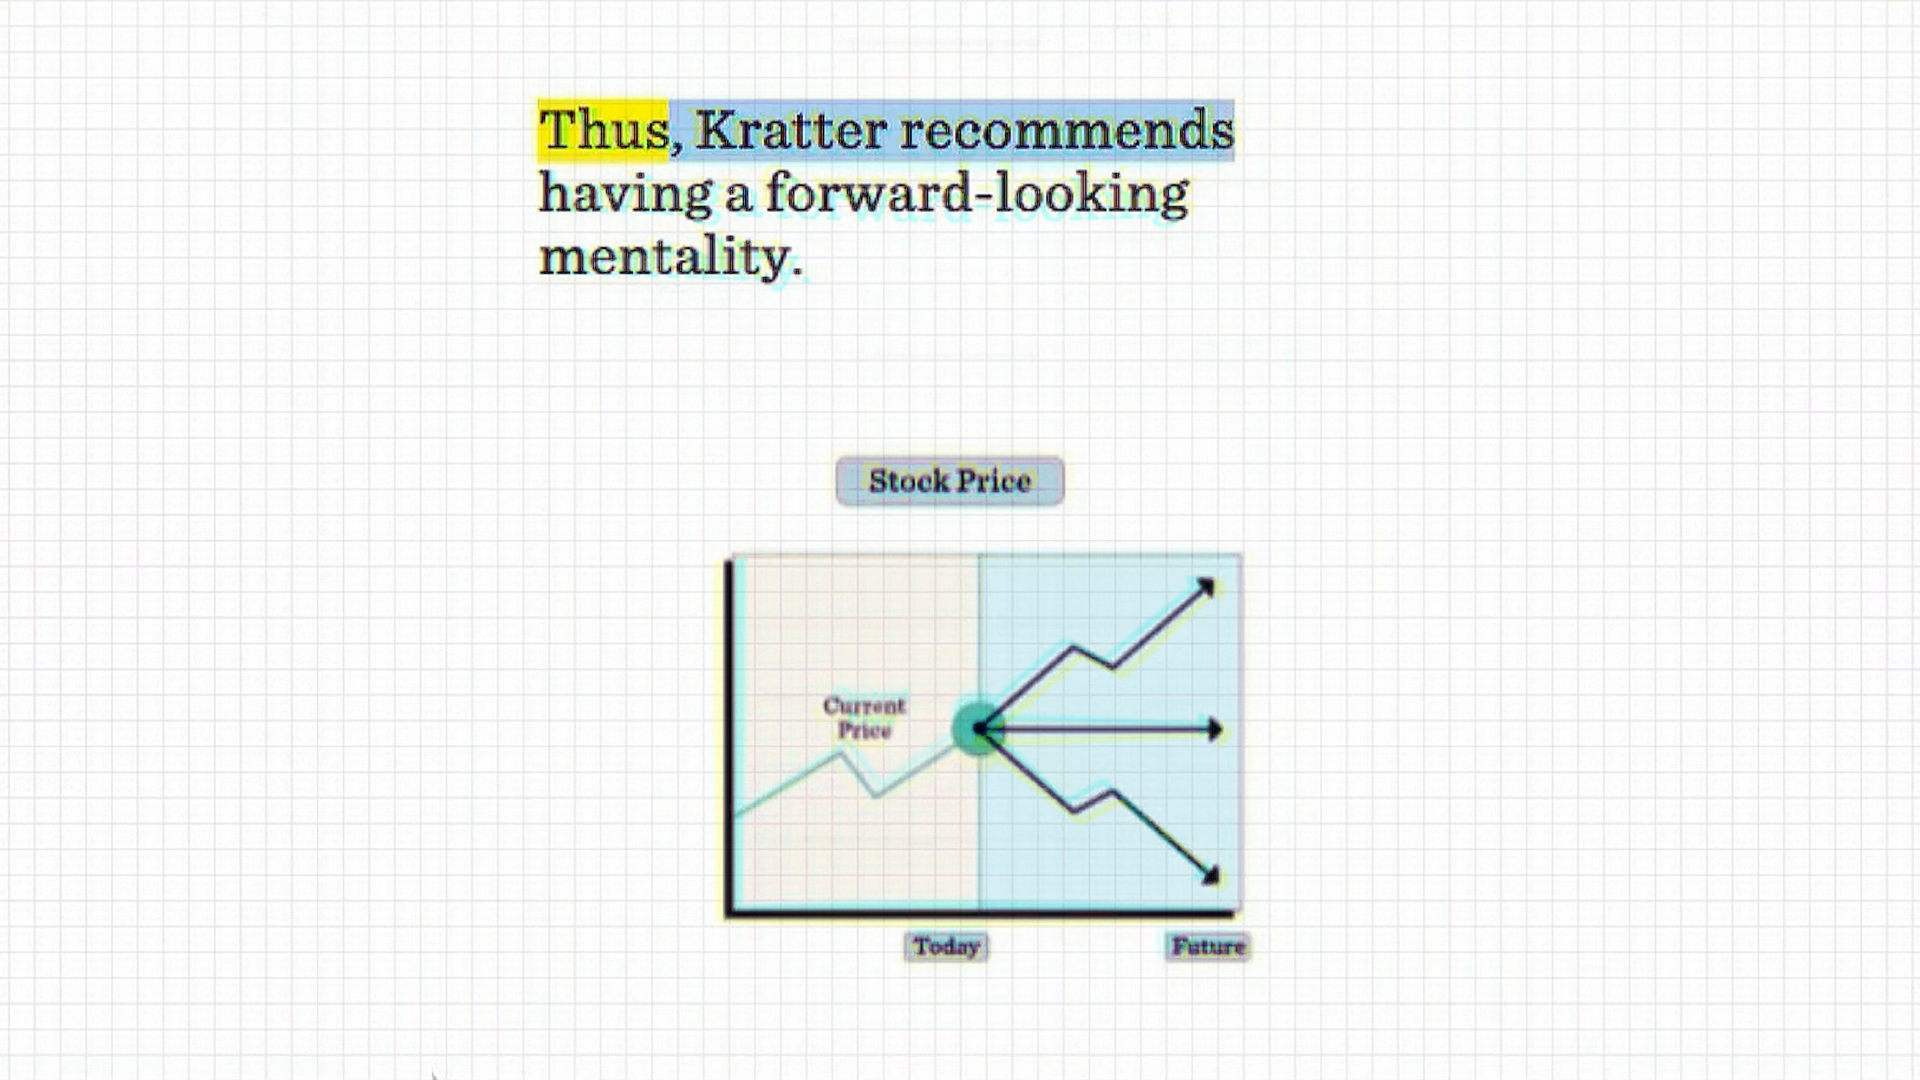 Thus, Kratter recommends
having a forward-looking
mentality.
Stock Price
Current
Price
Today
Future